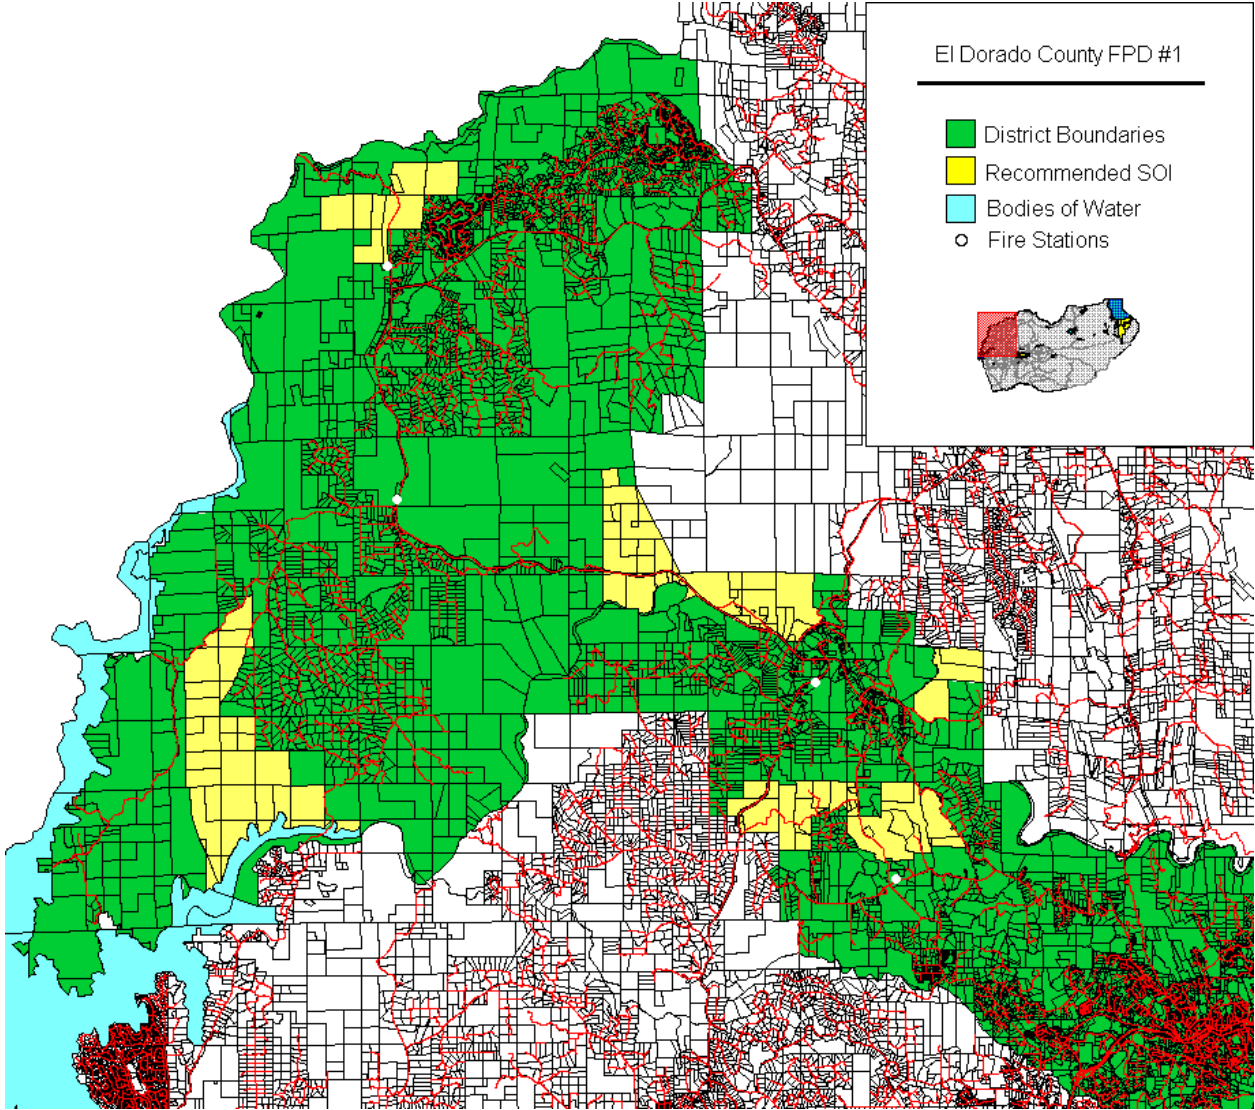 El Dorado County FPD #1
District Boundaries
Recommended SOI
Bodies of Water
Fire Stations